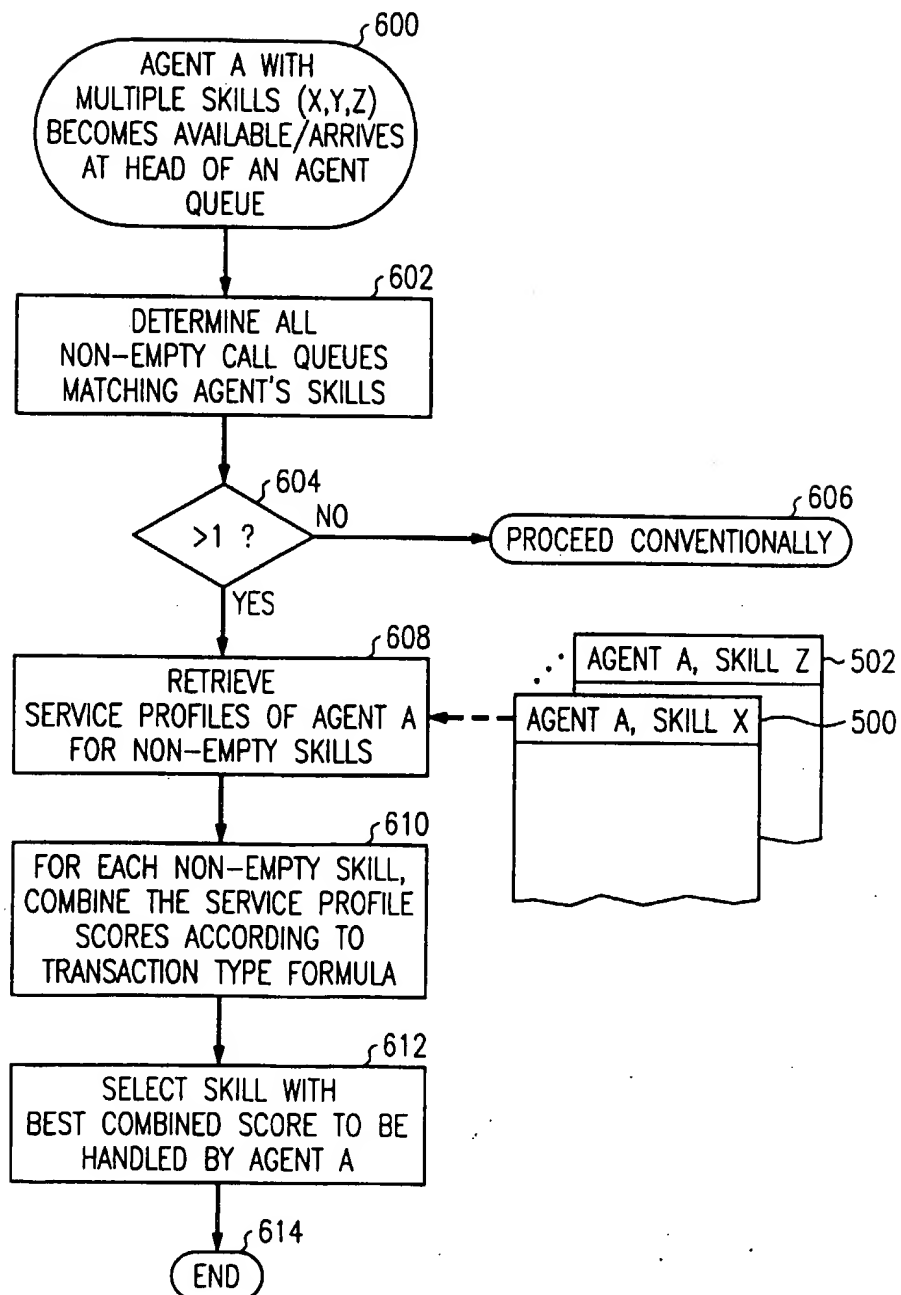 600
AGENT A WITH
MULTIPLE SKILLS (X,Y,Z)
BECOMES AVAILABLE/ARRIVES
AT HEAD OF AN AGENT
QUEUE
602
DETERMINE ALL
NON-EMPTY CALL QUEUES
MATCHING AGENT'S SKILLS
604
>1 ?
NO
606
PROCEED CONVENTIONALLY
YES
608
RETRIEVE
SERVICE PROFILES OF AGENT A
FOR NON-EMPTY SKILLS
AGENT A, SKILL Z
502
AGENT A, SKILL X
500
610
FOR EACH NON-EMPTY SKILL,
COMBINE THE SERVICE PROFILE
SCORES ACCORDING TO
TRANSACTION TYPE FORMULA
612
SELECT SKILL WITH
BEST COMBINED SCORE TO BE
HANDLED BY AGENT A
614
END